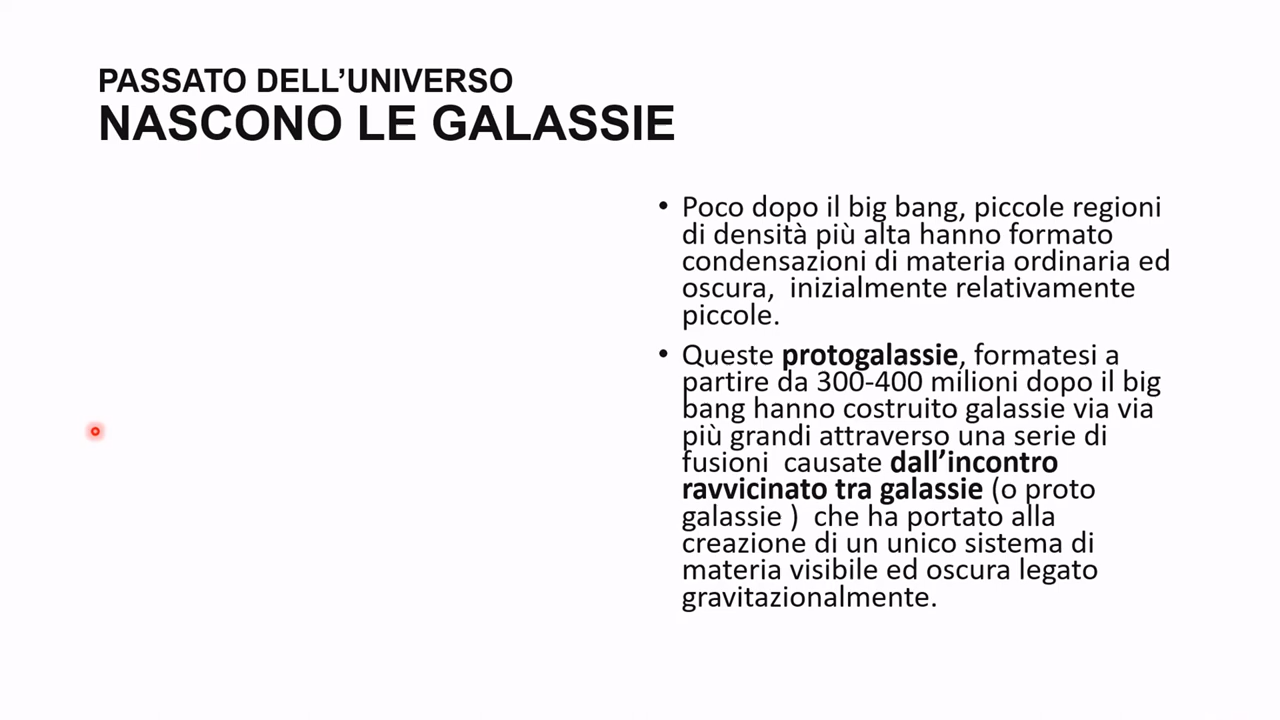 PASSATO DELL’UNIVERSO
NASCONO LE GALASSIE
• Poco dopo il big bang, piccole regioni
di densità più alta hanno formato
condensazioni di materia ordinaria ed
oscura,  inizialmente relativamente
piccole.
• Queste protogalassie, formatesi a
partire da 300-400 milioni dopo il big
bang hanno costruito galassie via via
più grandi attraverso una serie di
fusioni  causate dall’incontro
ravvicinato tra galassie (o proto
galassie )  che ha portato alla
creazione di un unico sistema di
materia visibile ed oscura legato
gravitazionalmente.